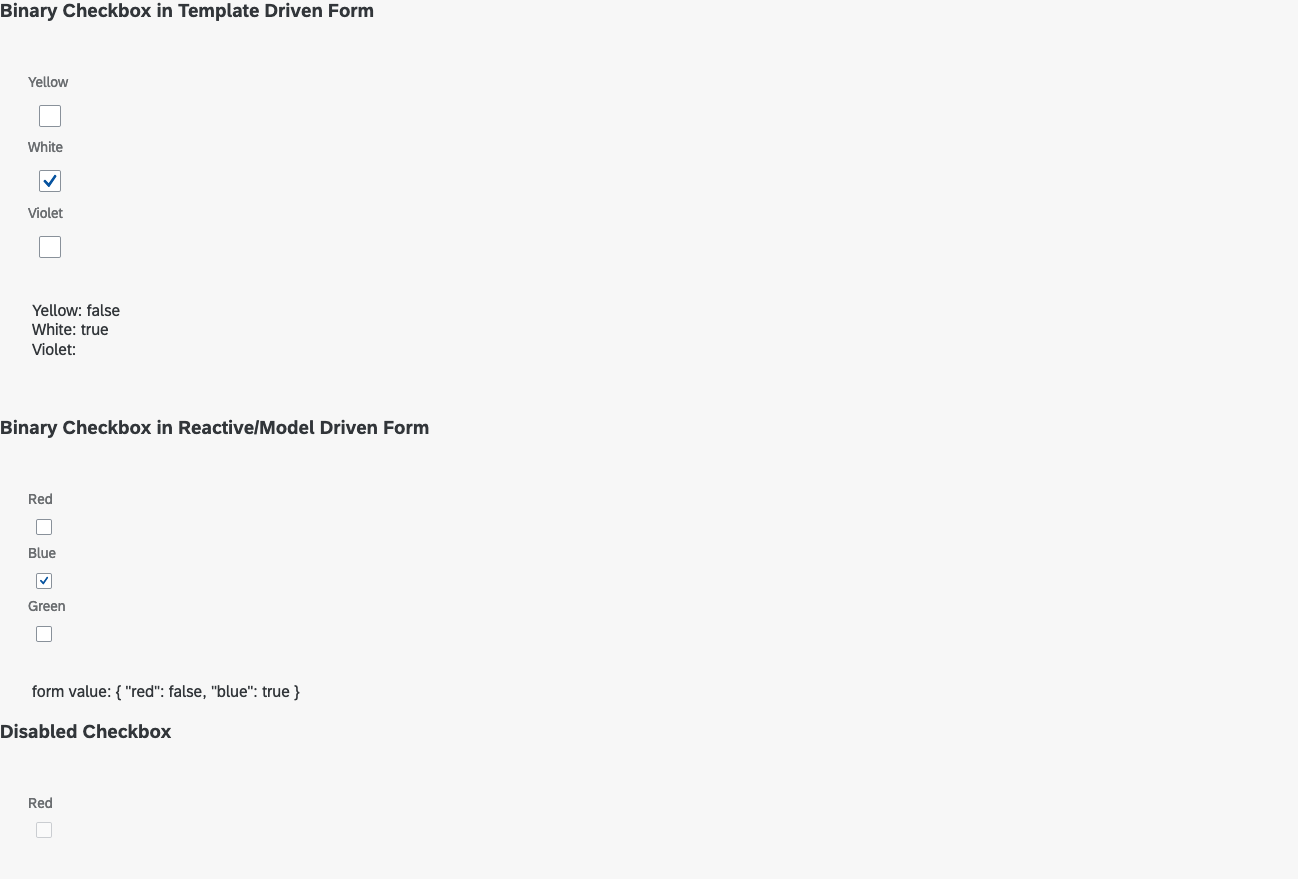 Binary Checkbox in Template Driven Form
Yellow
White
Violet
Yellow: false
White: true
Violet:
Binary Checkbox in Reactive/Model Driven Form
Red
Blue
Green
form value: { "red": false, "blue": true }
Disabled Checkbox
Red